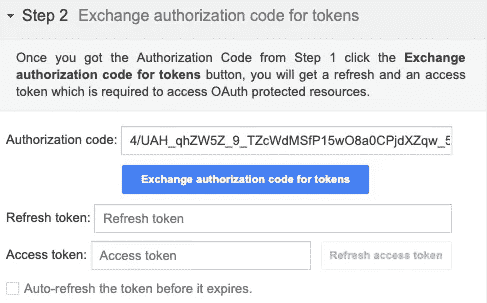 Step 2 Exchange authorization code for tokens
Once you got the Authorization Code from Step 1 click the Exchange
authorization code for tokens button, you will get a refresh and an access
token which is required to access OAuth protected resources.
Authorization code: 4/UAH_qhZW5Z_9_TZcWdMSfP15wO8a0CPjdXZqw_5
Exchange authorization code for tokens
Refresh token: Refresh token
Access token: Access token Refresh access token
Auto-refresh the token before it expires.